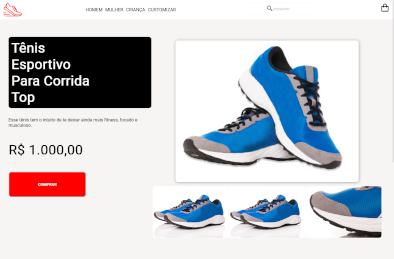 HOMEM MULHER CRIANÇA CUSTOMIZAR
Tênis
Esportivo
Para Corrida
Top
Esse tênis tem o intuito de te deixar ainda mais fitness, focado e
musculoso.
R$ 1.000,00
COMPRAR